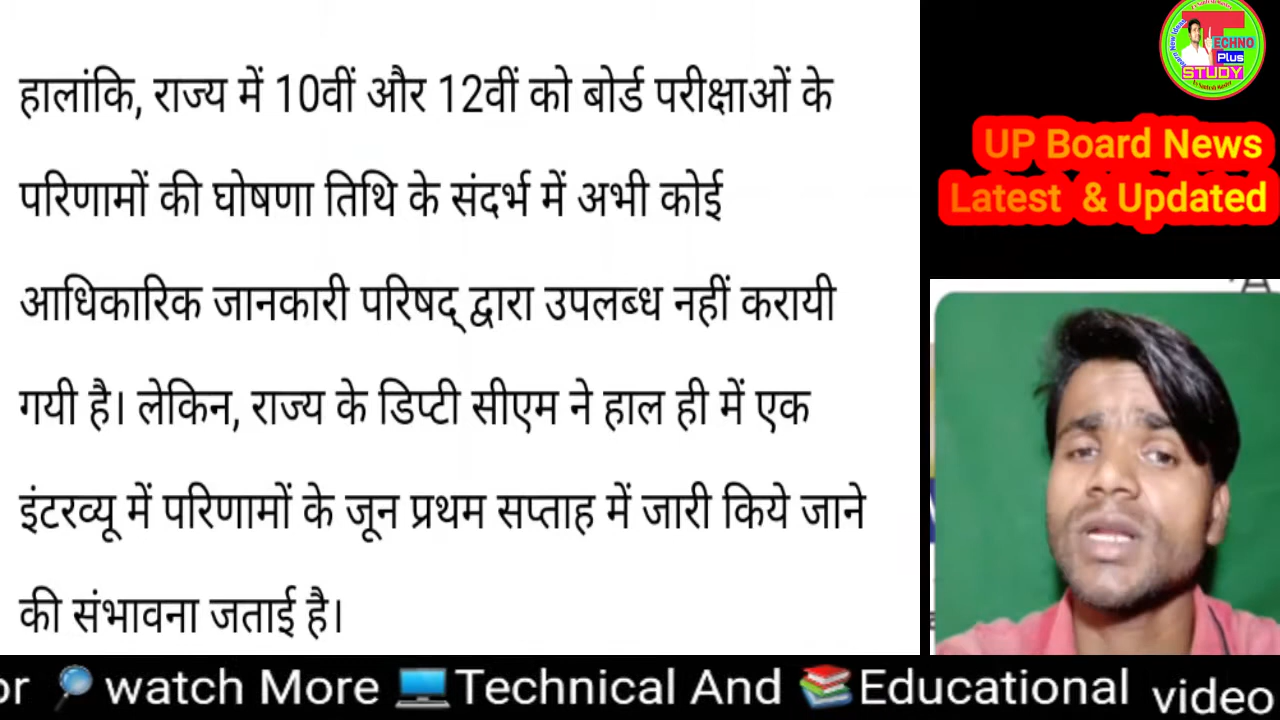 हालांकि, राज्य में 10वीं और 12वीं को बोर्ड परीक्षाओं के
परिणामों की घोषणा तिथि के संदर्भ में अभी कोई
आधिकारिक जानकारी परिषद् द्वारा उपलब्ध नहीं करायी
गयी है। लेकिन, राज्य के डिप्टी सीएम ने हाल ही में एक
इंटरव्यू में परिणामों के जून प्रथम सप्ताह में जारी किये जाने
की संभावना जताई है।
TECHNO
Plus
STUDY
UP Board News
Latest & Updated
or watch More Technical And Educational video